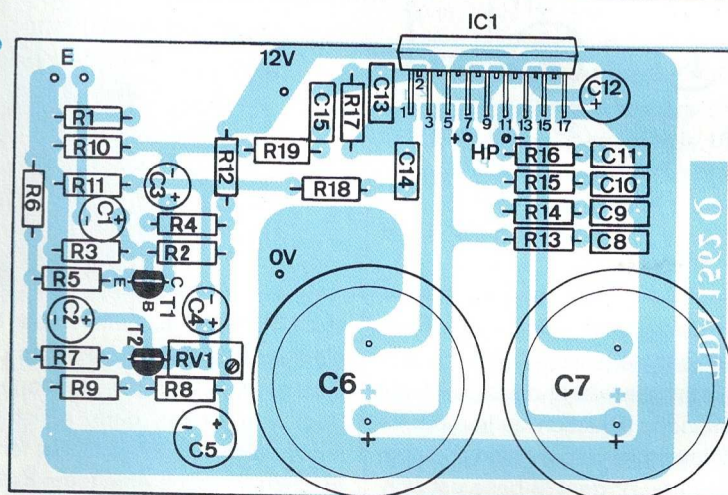 IC1
E
12V
C12
+
R1
C15
R17
C13
2
1 3 5 7 9 11 13 15 17
+ -
HP
R10
R19
R12
R16 C11
R6
R11
C3
- +
R18
C14
R15 C10
C1
- +
R4
R14 C9
R3
R2
R13 C8
0V
R5
E C
B
T1
C2
- +
C4
- +
T2
R7
RV1
C6
+
+
C7
+
+
R9
R8
C5
- +
TDA 1562 Q